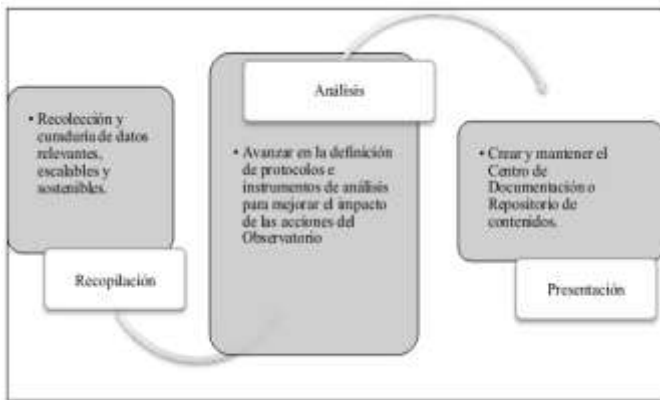 • Recolección y
curaduría de datos
relevantes,
escalables y
sostenibles.
Recopilación
Análisis
• Avanzar en la definición
de protocolos e
instrumentos de análisis
para mejorar el impacto
de las acciones del
Observatorio
• Crear y mantener el
Centro de
Documentación o
Repositorio de
contenidos.
Presentación